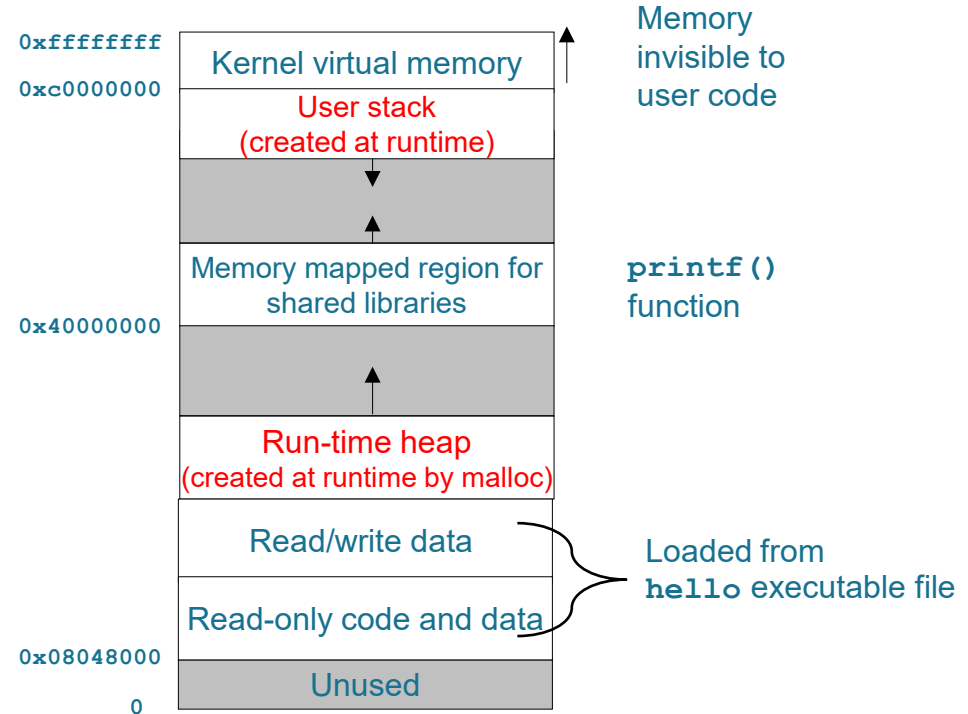 0xffffffff
Kernel virtual memory
Memory
invisible to
user code
0xc0000000
User stack
(created at runtime)
Memory mapped region for
shared libraries
printf()
function
0x40000000
Run-time heap
(created at runtime by malloc)
Read/write data
Loaded from
hello executable file
Read-only code and data
0x08048000
Unused
0